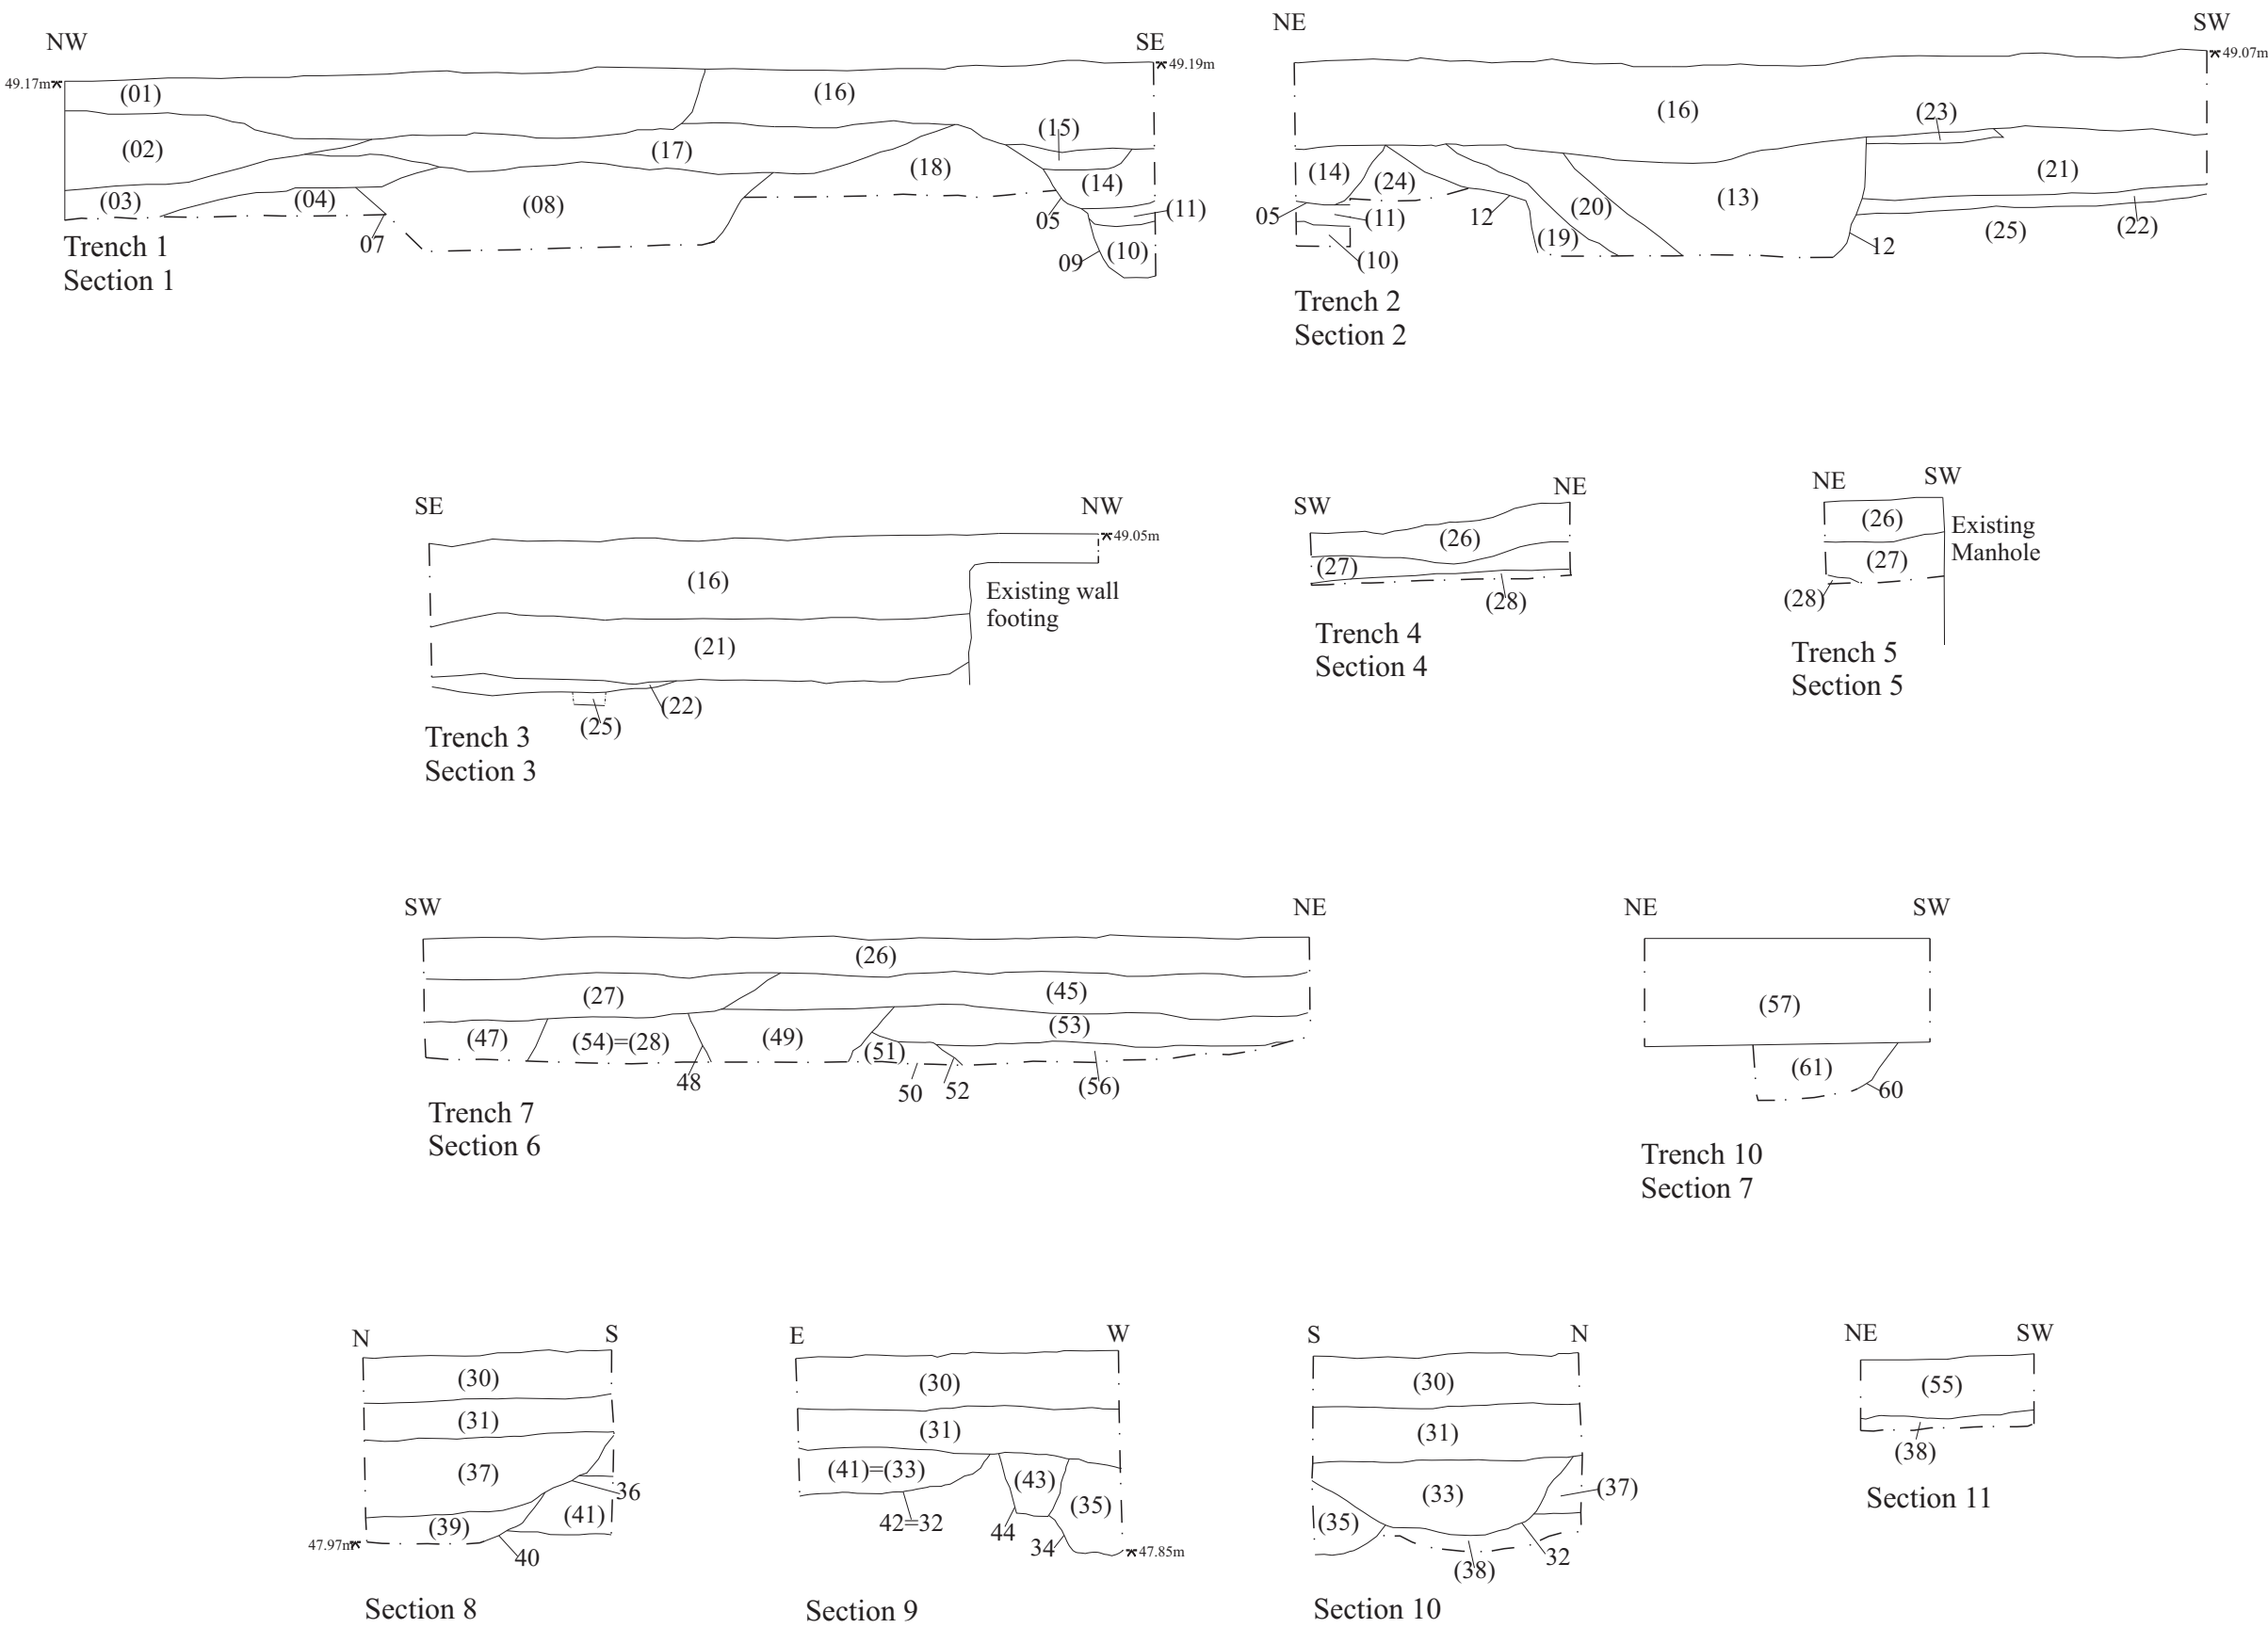 NW
SE
49.17m
49.19m
(01)
(16)
(02)
(15)
(17)
(18)
(14)
(03)
(04)
(08)
(11)
05
07
09
(10)
Trench 1
Section 1
NE
SW
49.07m
(16)
(23)
(14)
(24)
(21)
05
(11)
12
(20)
(13)
(19)
(10)
12
(25)
(22)
Trench 2
Section 2
SE
NW
49.05m
(16)
Existing wall
footing
(21)
(22)
(25)
Trench 3
Section 3
SW
NE
(26)
(27)
(28)
Trench 4
Section 4
NE
SW
(26)
Existing
Manhole
(27)
(28)
Trench 5
Section 5
SW
NE
(26)
(27)
(45)
(47)
(54)=(28)
(49)
(53)
(51)
48
50
52
(56)
Trench 7
Section 6
NE
SW
(57)
(61)
60
Trench 10
Section 7
N
S
(30)
(31)
(37)
36
(39)
(41)
47.97m
40
Section 8
E
W
(30)
(31)
(41)=(33)
(43)
(35)
42=32
44
34
47.85m
Section 9
S
N
(30)
(31)
(33)
(37)
(35)
32
(38)
Section 10
NE
SW
(55)
(38)
Section 11